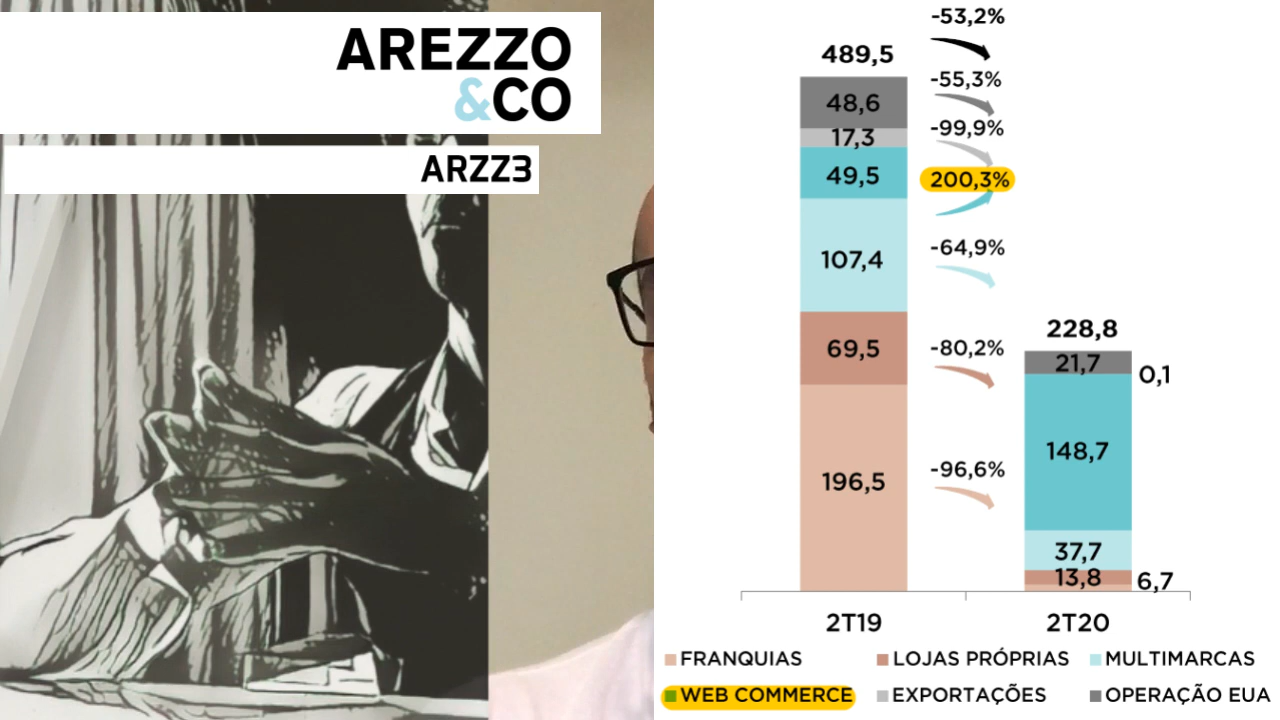 AREZZO
&CO
ARZZ3
-53,2%
489,5
-55,3%
48,6
-99,9%
17,3
49,5
200,3%
107,4
-64,9%
228,8
69,5
-80,2%
21,7
0,1
148,7
196,5
-96,6%
37,7
13,8
6,7
2T19
2T20
FRANQUIAS
LOJAS PRÓPRIAS
MULTIMARCAS
WEB COMMERCE
EXPORTAÇÕES
OPERAÇÃO EUA